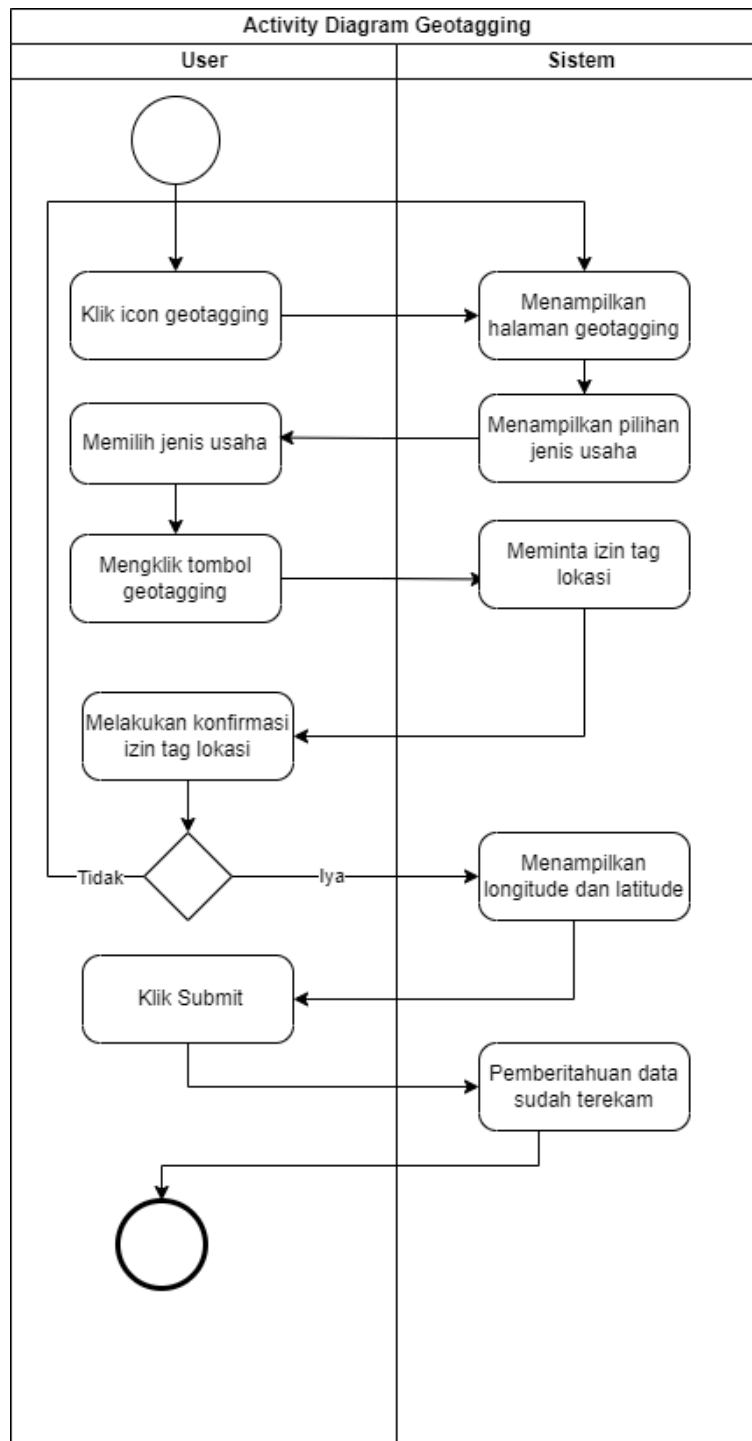 Activity Diagram Geotagging
User
Sistem
Klik icon geotagging
Menampilkan
halaman geotagging
Memilih jenis usaha
Menampilkan pilihan
jenis usaha
Mengklik tombol
geotagging
Meminta izin tag
lokasi
Melakukan konfirmasi
izin tag lokasi
Tidak
Iya
Menampilkan
longitude dan latitude
Klik Submit
Pemberitahuan data
sudah terekam